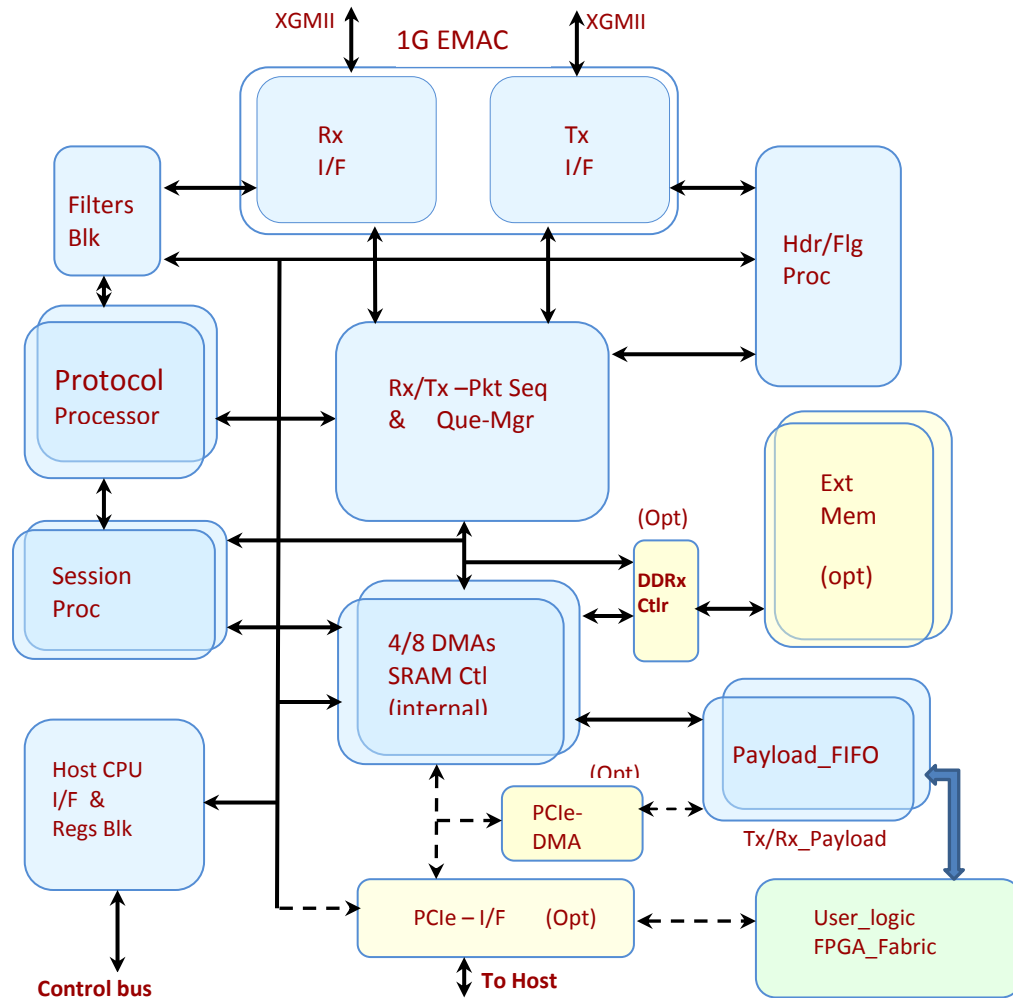 XGMII
XGMII
1G EMAC
Rx
I/F
Tx
I/F
Filters
Blk
Hdr/Flg
Proc
Protocol
Processor
Rx/Tx –Pkt Seq
& Que-Mgr
Ext
Mem
(opt)
(Opt)
DDRx
Ctlr
Session
Proc
4/8 DMAs
SRAM Ctl
(internal)
Payload_FIFO
Host CPU
I/F &
Regs Blk
(Opt)
PCIe-
DMA
Tx/Rx_Payload
PCIe – I/F (Opt)
User_logic
FPGA_Fabric
To Host
Control bus